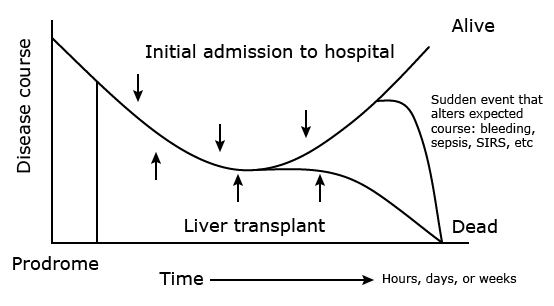 Alive
Initial admission to hospital
Disease course
Sudden event that
alters expected
course: bleeding,
sepsis, SIRS, etc
Liver transplant
Dead
Prodrome
Time
Hours, days, or weeks